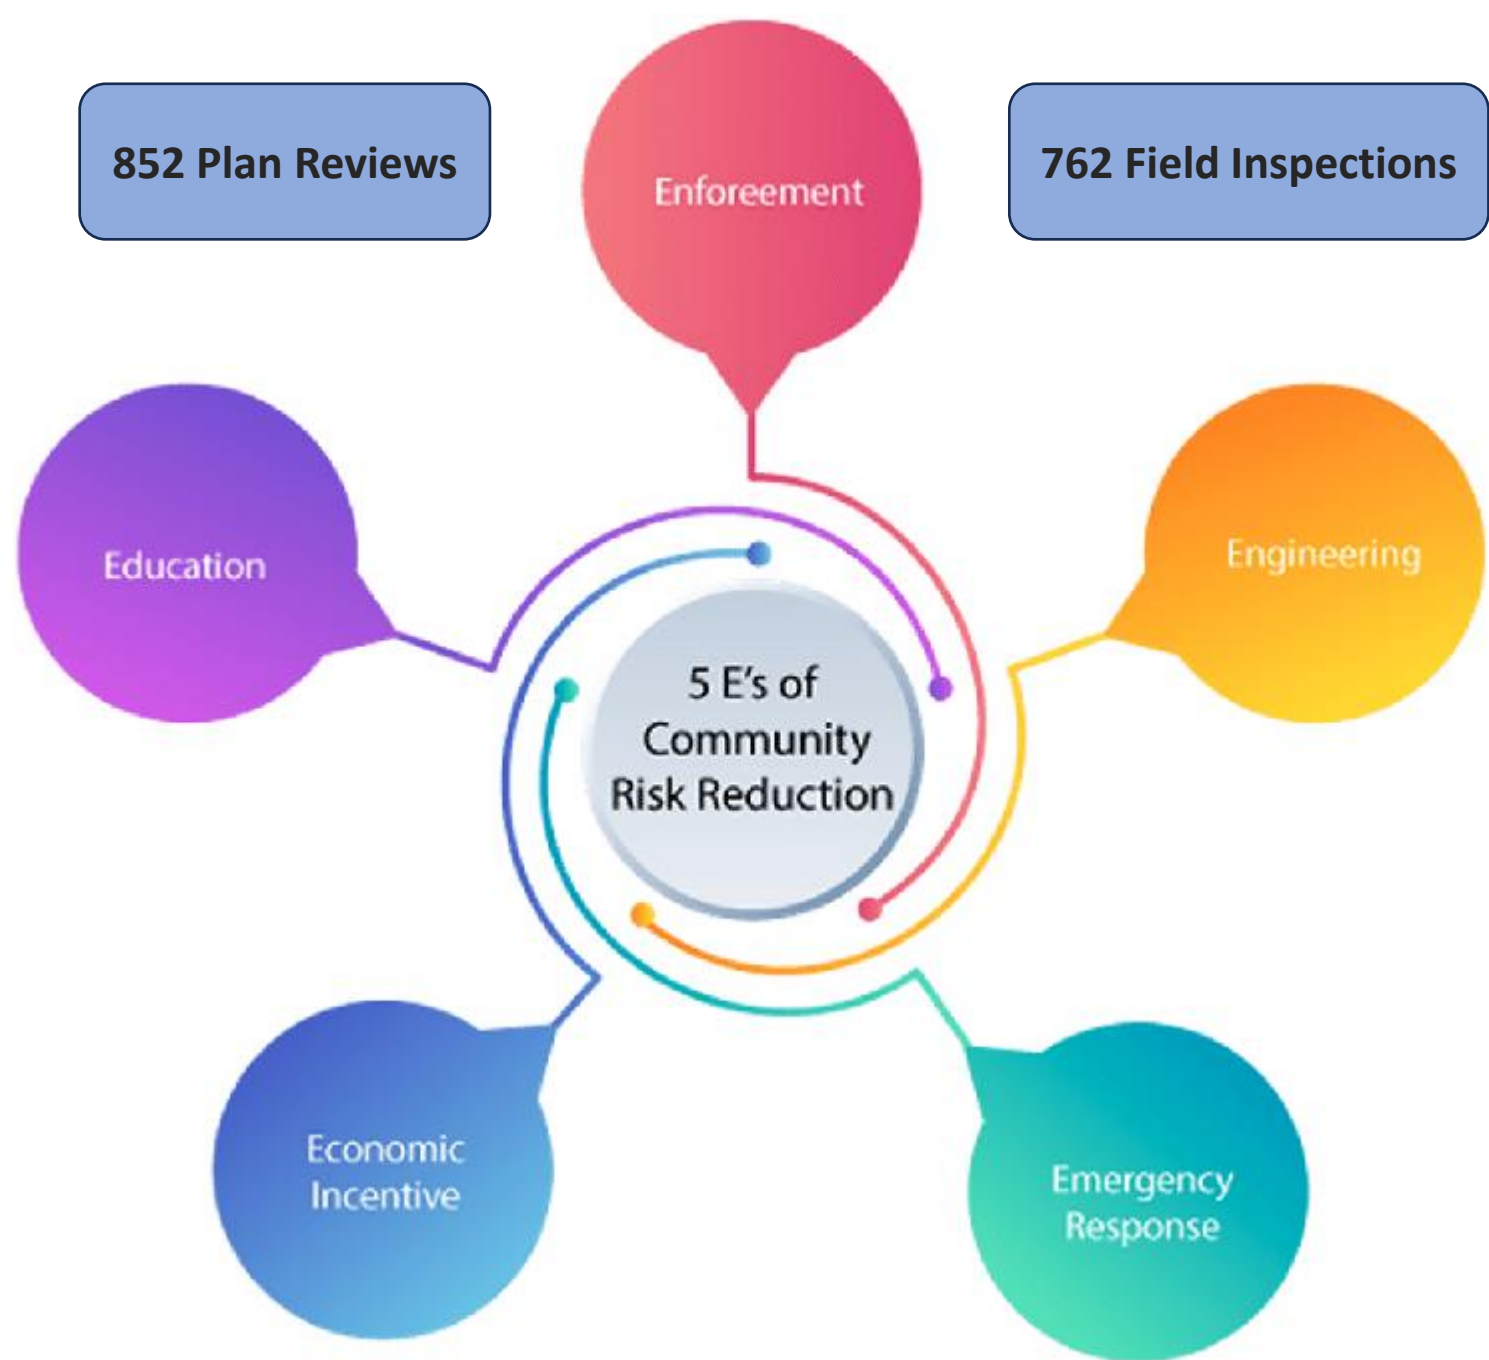 852 Plan Reviews
Enforeement
762 Field Inspections
Education
Engineering
5 E's of
Community
Risk Reduction
Economic
Incentive
Emergency
Response